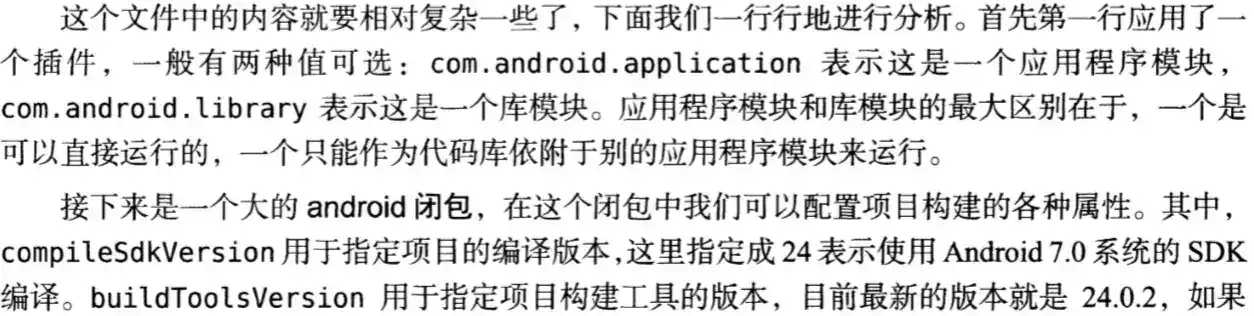 这个文件中的内容就要相对复杂一些了，下面我们一行行地进行分析。首先第一行应用了一
个插件，一般有两种值可选：com.android.application 表示这是一个应用程序模块，
com.android.library 表示这是一个库模块。应用程序模块和库模块的最大区别在于，一个是
可以直接运行的，一个只能作为代码库依附于别的应用程序模块来运行。
接下来是一个大的 android 闭包，在这个闭包中我们可以配置项目构建的各种属性。其中，
compileSdkVersion 用于指定项目的编译版本，这里指定成 24 表示使用 Android 7.0 系统的 SDK
编译。buildToolsVersion 用于指定项目构建工具的版本，目前最新的版本就是 24.0.2，如果